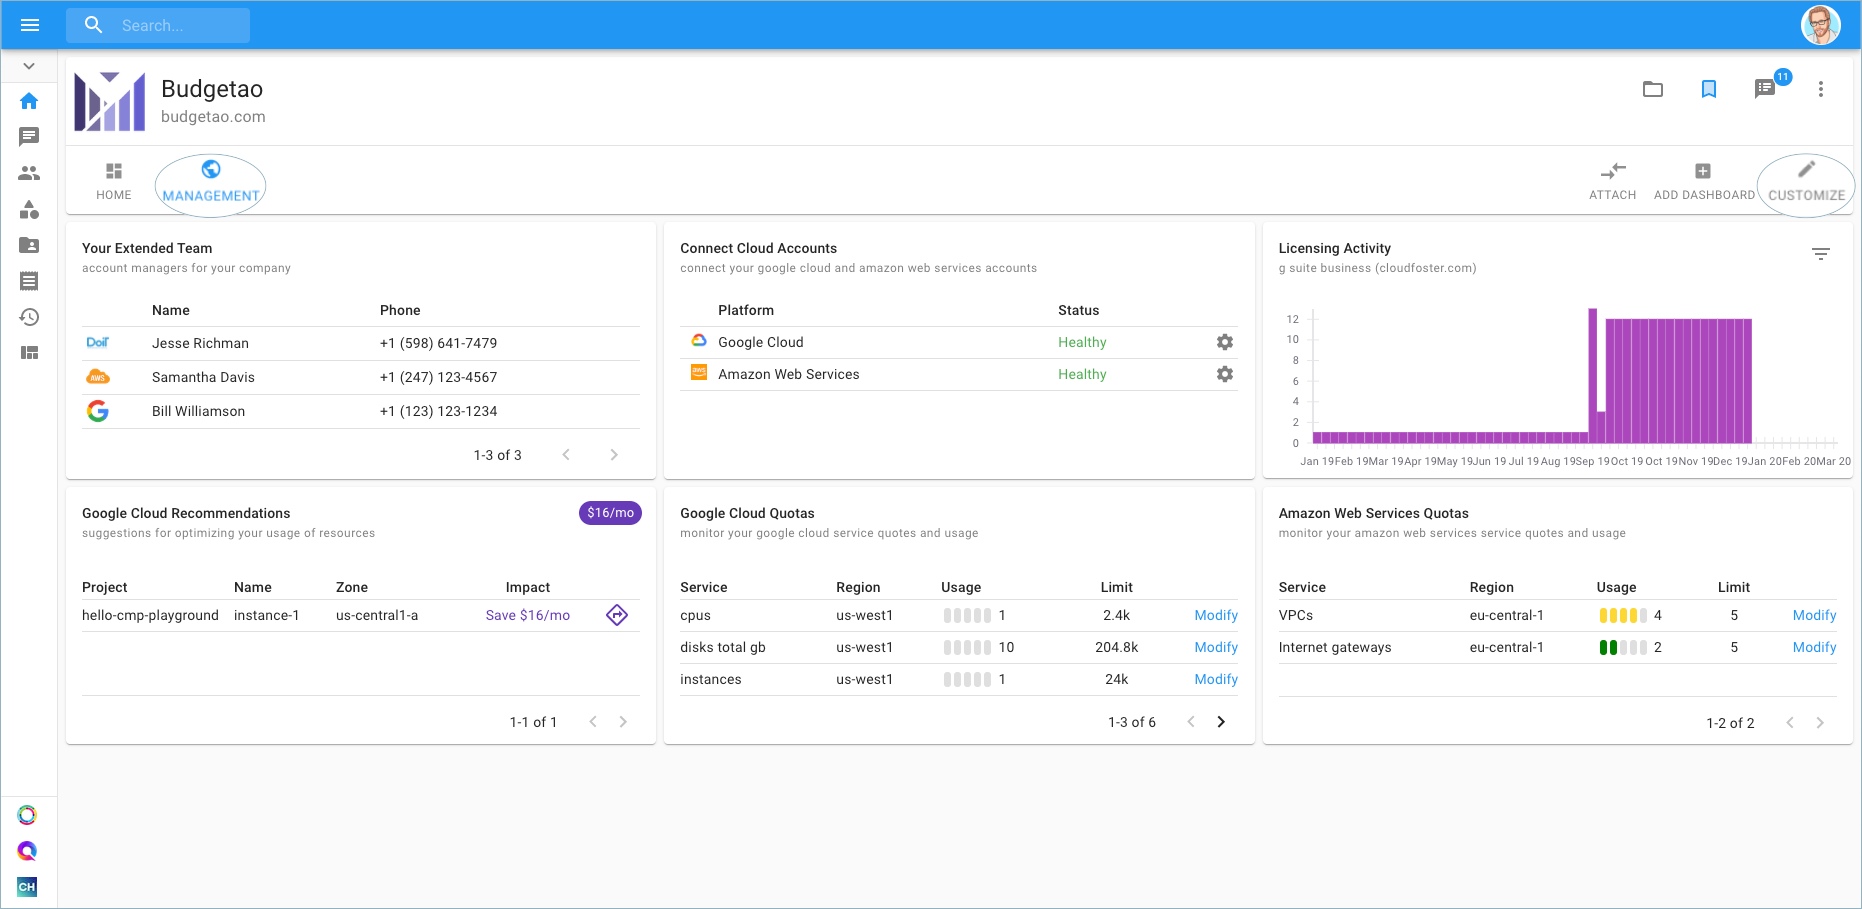 Search...
Budgetao
budgetao.com
11
HOME
MANAGEMENT
ATTACH
ADD DASHBOARD
CUSTOMIZE
Your Extended Team
account managers for your company
Name Phone
Doit Jesse Richman +1 (598) 641-7479
aws Samantha Davis +1 (247) 123-4567
Bill Williamson +1 (123) 123-1234
1-3 of 3
Connect Cloud Accounts
connect your google cloud and amazon web services accounts
Platform Status
Google Cloud Healthy
aws Amazon Web Services Healthy
Licensing Activity
g suite business (cloudfoster.com)
12
10
8
6
4
2
0
Jan 19 Feb 19 Mar 19 Apr 19 May 19 Jun 19 Jul 19 Aug 19 Sep 19 Oct 19 Oct 19 Nov 19 Dec 19 Jan 20 Feb 20 Mar 20
Google Cloud Recommendations $16/mo
suggestions for optimizing your usage of resources
Project Name Zone Impact
hello-cmp-playground instance-1 us-central1-a Save $16/mo
1-1 of 1
Google Cloud Quotas
monitor your google cloud service quotes and usage
Service Region Usage Limit
cpus us-west1 1 2.4k Modify
disks total gb us-west1 10 204.8k Modify
instances us-west1 1 24k Modify
1-3 of 6
Amazon Web Services Quotas
monitor your amazon web services service quotes and usage
Service Region Usage Limit
VPCs eu-central-1 4 5 Modify
Internet gateways eu-central-1 2 5 Modify
1-2 of 2
CH